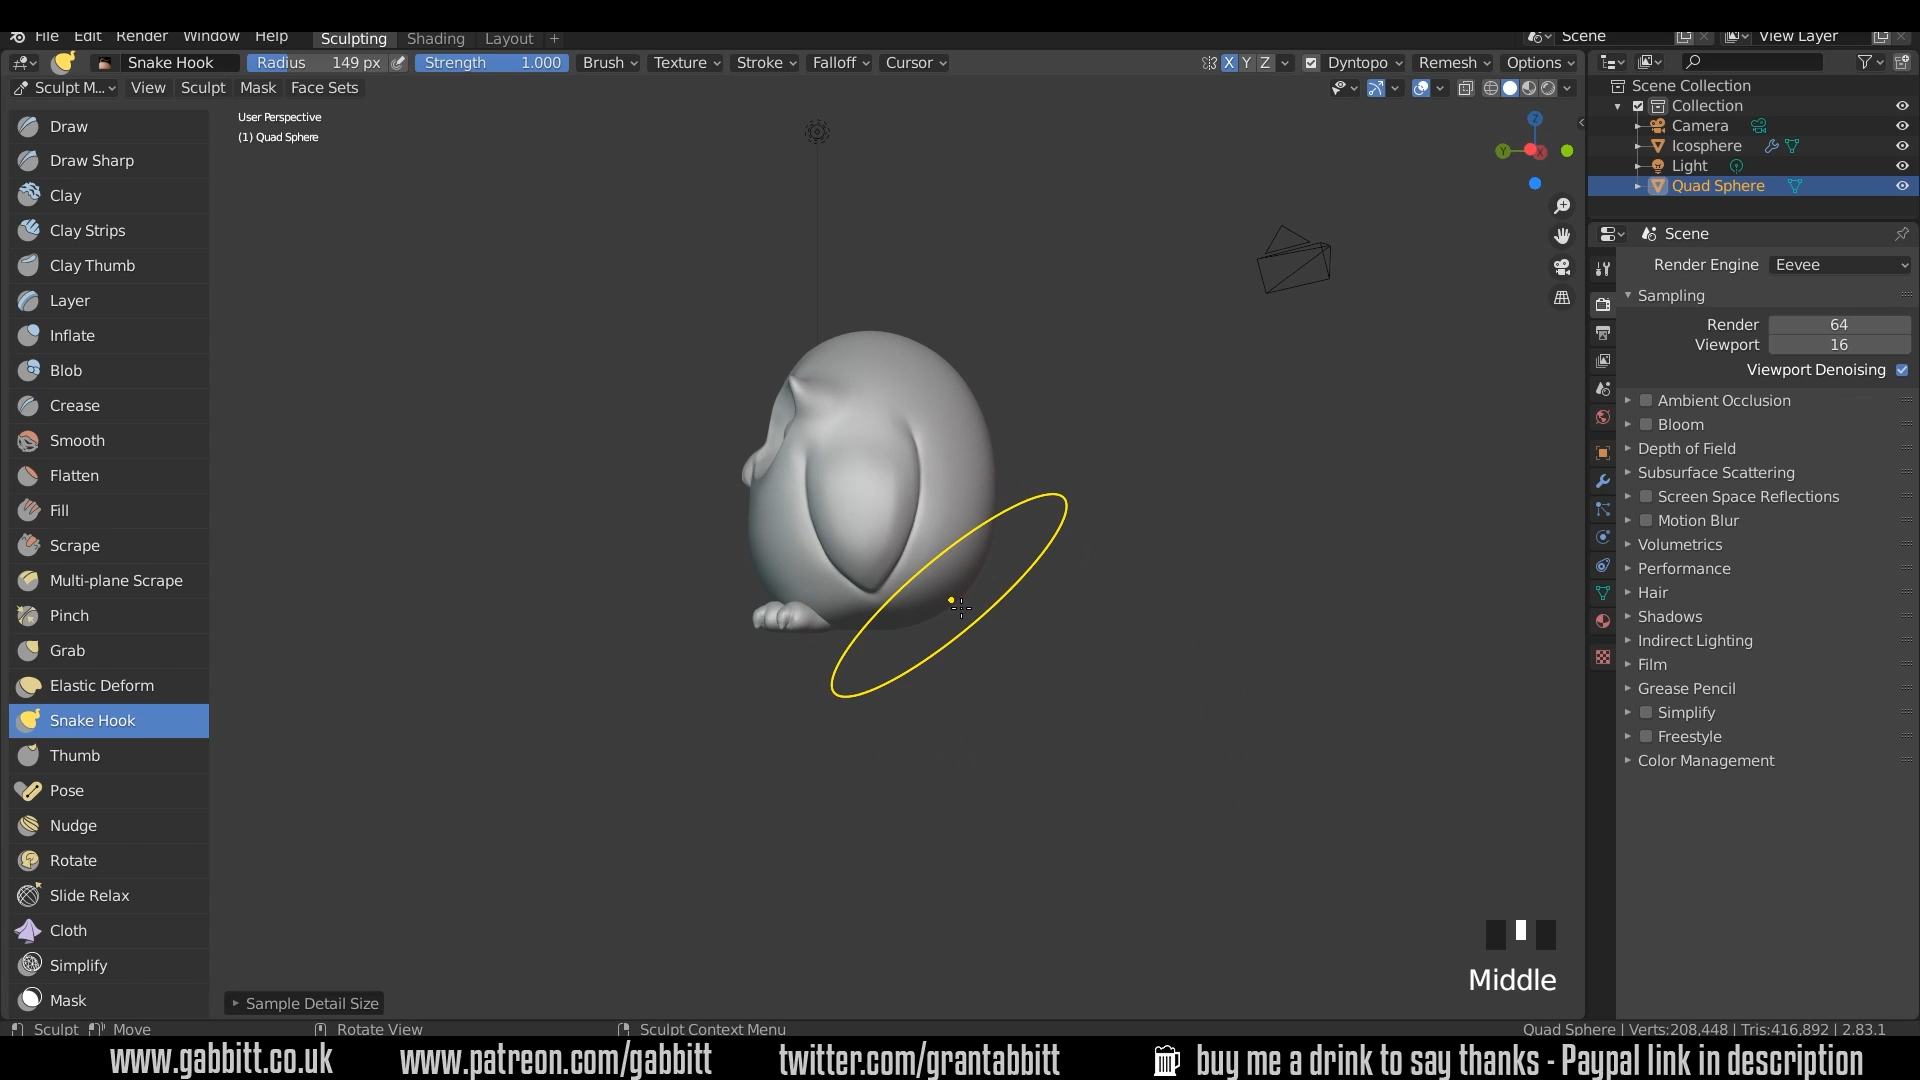 File Edit Render Window Help Sculpting Shading Layout + Scene View Layer
Snake Hook Radius 149 px Strength 1.000 Brush Texture Stroke Falloff Cursor X Y Z Dyntopo Remesh Options
Sculpt M... View Sculpt Mask Face Sets
User Perspective
(1) Quad Sphere
Draw
Draw Sharp
Clay
Clay Strips
Clay Thumb
Layer
Inflate
Blob
Crease
Smooth
Flatten
Fill
Scrape
Multi-plane Scrape
Pinch
Grab
Elastic Deform
Snake Hook
Thumb
Pose
Nudge
Rotate
Slide Relax
Cloth
Simplify
Mask
Z
Y X
Sample Detail Size
Middle
Scene Collection
Collection
Camera
Icosphere
Light
Quad Sphere
Scene
Render Engine Eevee
Sampling
Render 64
Viewport 16
Viewport Denoising
Ambient Occlusion
Bloom
Depth of Field
Subsurface Scattering
Screen Space Reflections
Motion Blur
Volumetrics
Performance
Hair
Shadows
Indirect Lighting
Film
Grease Pencil
Simplify
Freestyle
Color Management
Sculpt Move Rotate View Sculpt Context Menu Quad Sphere | Verts:208,448 | Tris:416,892 | 2.83.1
www.gabbitt.co.uk www.patreon.com/gabbitt twitter.com/grantabbitt buy me a drink to say thanks - Paypal link in description